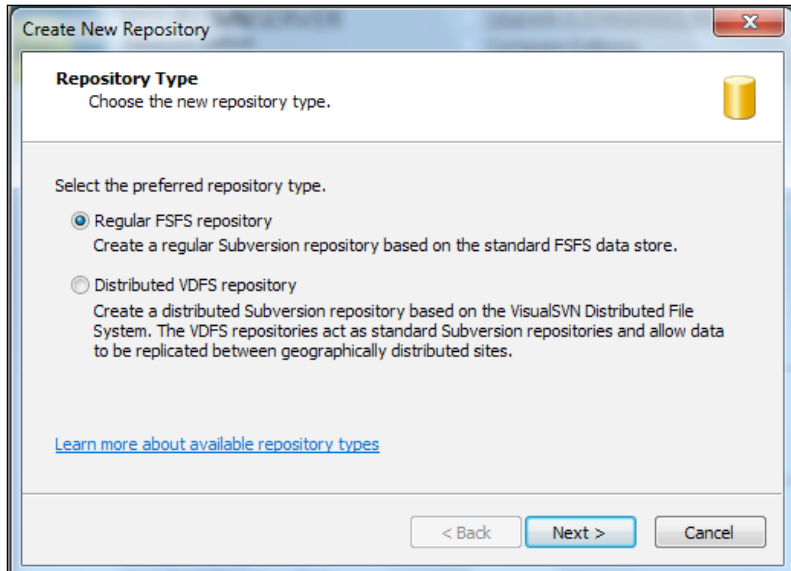 Create New Repository
Repository Type
Choose the new repository type.
Select the preferred repository type.
Regular FSFS repository
Create a regular Subversion repository based on the standard FSFS data store.
Distributed VDFS repository
Create a distributed Subversion repository based on the VisualSVN Distributed File
System. The VDFS repositories act as standard Subversion repositories and allow data
to be replicated between geographically distributed sites.
Learn more about available repository types
< Back
Next >
Cancel